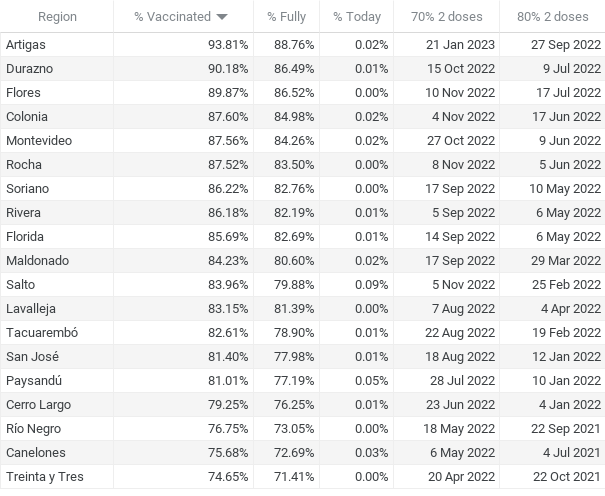 Region % Vaccinated % Fully % Today 70% 2 doses 80% 2 doses
Artigas 93.81% 88.76% 0.02% 21 Jan 2023 27 Sep 2022
Durazno 90.18% 86.49% 0.01% 15 Oct 2022 9 Jul 2022
Flores 89.87% 86.52% 0.00% 10 Nov 2022 17 Jul 2022
Colonia 87.60% 84.98% 0.02% 4 Nov 2022 17 Jun 2022
Montevideo 87.56% 84.26% 0.02% 27 Oct 2022 9 Jun 2022
Rocha 87.52% 83.50% 0.00% 8 Nov 2022 5 Jun 2022
Soriano 86.22% 82.76% 0.00% 17 Sep 2022 10 May 2022
Rivera 86.18% 82.19% 0.01% 5 Sep 2022 6 May 2022
Florida 85.69% 82.69% 0.01% 14 Sep 2022 6 May 2022
Maldonado 84.23% 80.60% 0.02% 17 Sep 2022 29 Mar 2022
Salto 83.96% 79.88% 0.09% 5 Nov 2022 25 Feb 2022
Lavalleja 83.15% 81.39% 0.00% 7 Aug 2022 4 Apr 2022
Tacuarembó 82.61% 78.90% 0.01% 22 Aug 2022 19 Feb 2022
San José 81.40% 77.98% 0.01% 18 Aug 2022 12 Jan 2022
Paysandú 81.01% 77.19% 0.05% 28 Jul 2022 10 Jan 2022
Cerro Largo 79.25% 76.25% 0.01% 23 Jun 2022 4 Jan 2022
Río Negro 76.75% 73.05% 0.00% 18 May 2022 22 Sep 2021
Canelones 75.68% 72.69% 0.03% 6 May 2022 4 Jul 2021
Treinta y Tres 74.65% 71.41% 0.00% 20 Apr 2022 22 Oct 2021